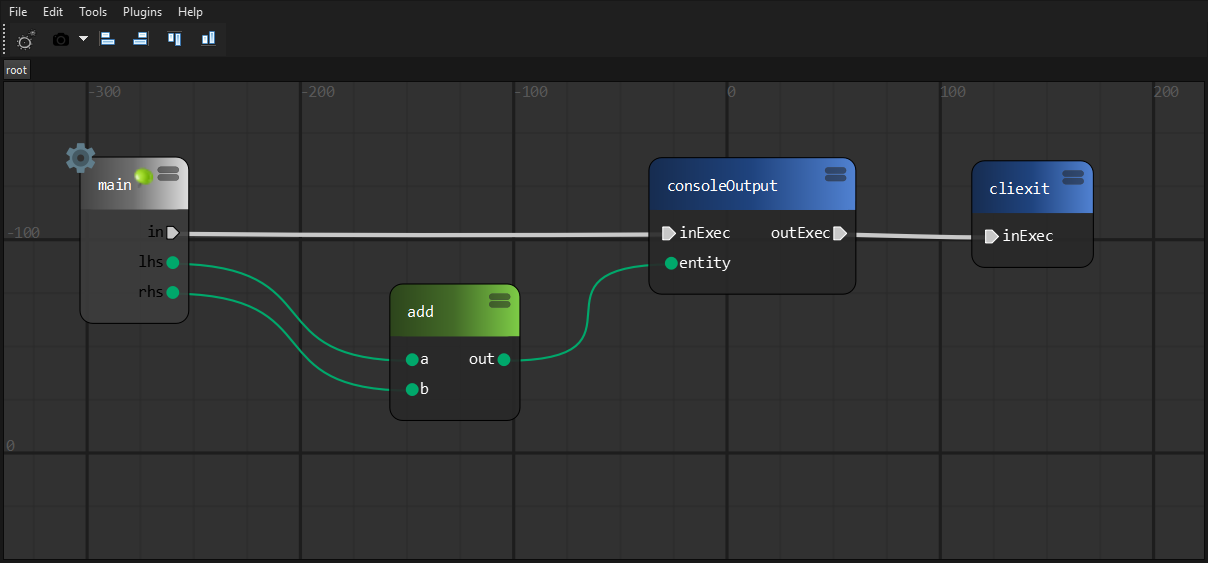 File Edit Tools Plugins Help
root
-300 -200 -100 0 100 200
-100
0
main
in
lhs
rhs
add
a out
b
consoleOutput
inExec outExec
entity
cliexit
inExec